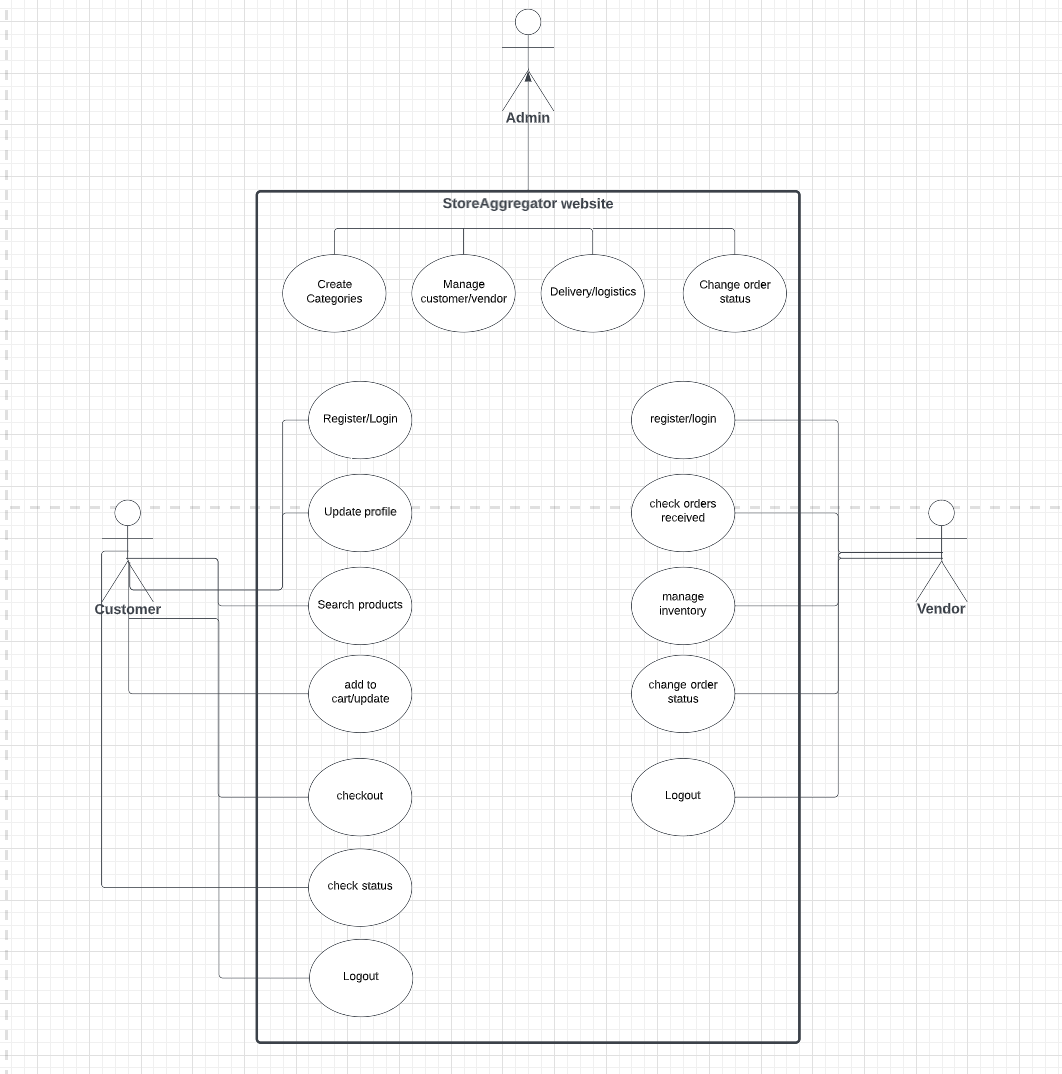 Admin
StoreAggregator website
Create
Categories
Manage
customer/vendor
Delivery/logistics
Change order
status
Register/Login
register/login
Update profile
check orders
received
Customer
Search products
manage
inventory
Vendor
add to
cart/update
change order
status
checkout
Logout
check status
Logout